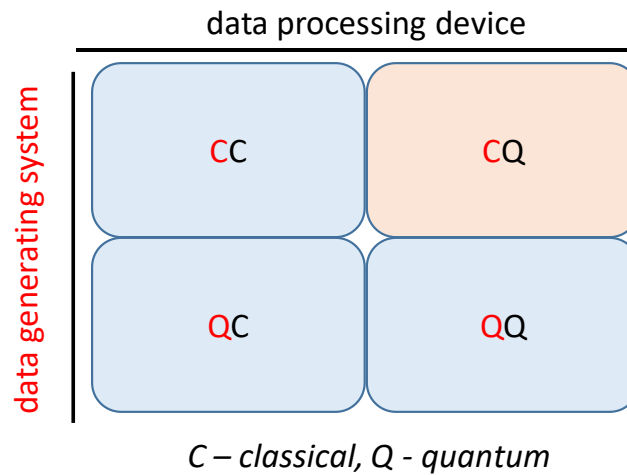 data processing device
data generating system
CC
CQ
QC
QQ
C – classical, Q - quantum